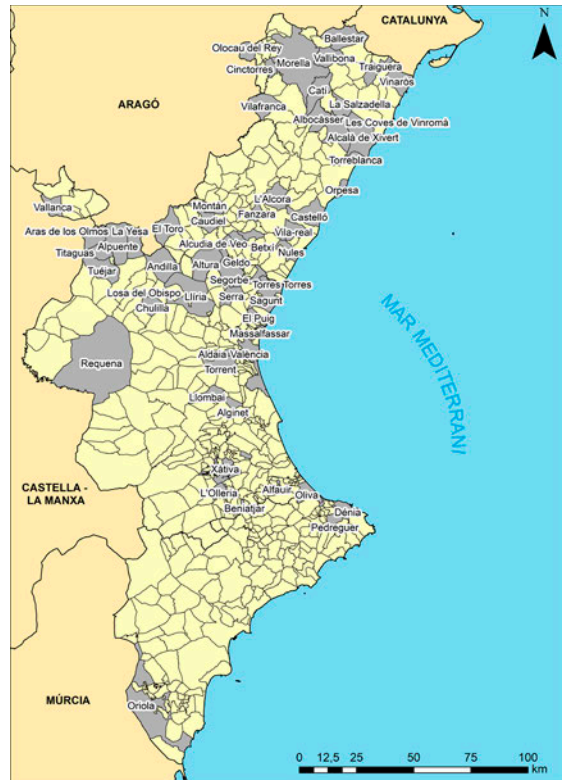 CATALUNYA
N
Ballestar
Olocau del Rey
Vallibona
Morella
Cinctorres
Traiguera
Vinaròs
Catí
La Salzadella
ARAGÓ
Vilafranca
Albocàsser
Les Coves de Vinromà
Alcalà de Xivert
Torreblanca
Orpesa
L'Alcora
Vallanca
Montán
Fanzara
Castelló
Caudiel
Aras de los Olmos
La Yesa
El Toro
Vila-real
Alpuente
Alcudia de Veo
Betxí
Nules
Titaguas
Tuéjar
Andilla
Altura
Geldo
Segorbe
Torres Torres
Losa del Obispo
Llíria
Serra
Sagunt
Chulilla
El Puig
Massalfassar
MAR MEDITERRANI
Requena
Aldaia
València
Torrent
Llombai
Alginet
Xàtiva
CASTELLA -
LA MANXA
L'Olleria
Alfauir
Oliva
Beniatjar
Dénia
Pedreguer
MÚRCIA
Oriola
0 12,5 25 50 75 100
km